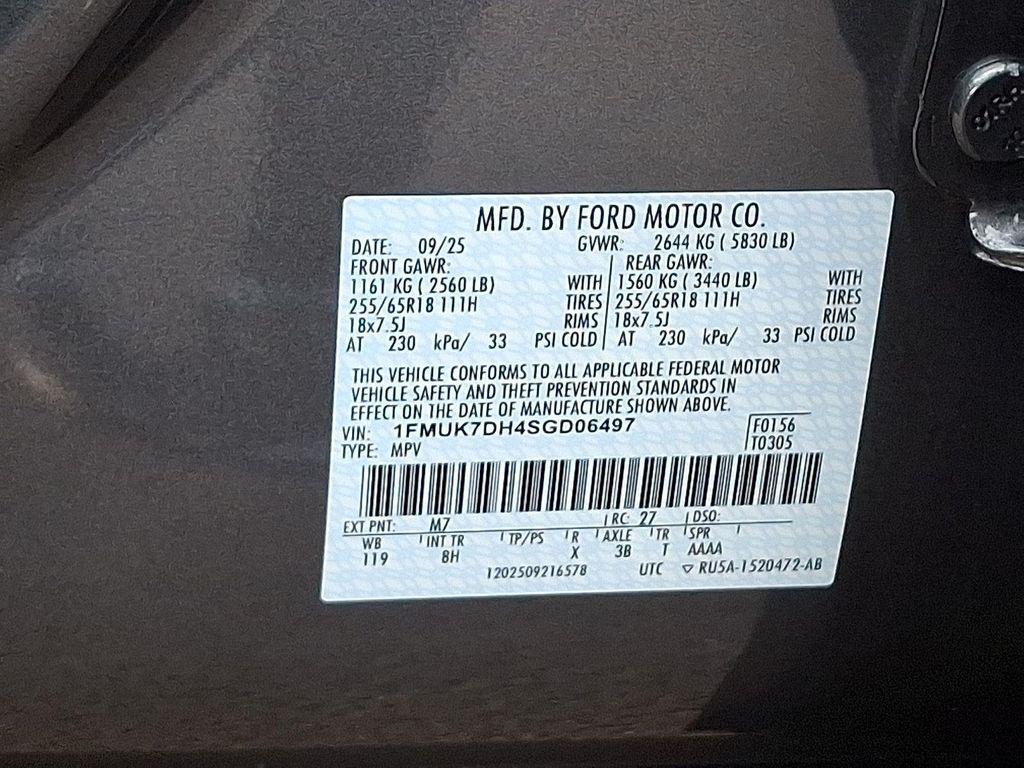 MFD. BY FORD MOTOR CO.
DATE: 09/25 GVWR: 2644 KG ( 5830 LB)
FRONT GAWR: REAR GAWR:
1161 KG ( 2560 LB) WITH 1560 KG ( 3440 LB) WITH
255/65R18 111H TIRES 255/65R18 111H TIRES
18x7.5J RIMS 18x7.5J RIMS
AT 230 kPa/ 33 PSI COLD AT 230 kPa/ 33 PSI COLD
THIS VEHICLE CONFORMS TO ALL APPLICABLE FEDERAL MOTOR
VEHICLE SAFETY AND THEFT PREVENTION STANDARDS IN
EFFECT ON THE DATE OF MANUFACTURE SHOWN ABOVE.
VIN: 1FMUK7DH4SGD06497 F0156
TYPE: MPV T0305
EXT PNT: M7 RC: 27 DSO:
WB INT TR TP/PS R AXLE TR SPR
119 8H X 3B T AAAA
1202509216578 UTC ▽ RU5A-1520472-AB